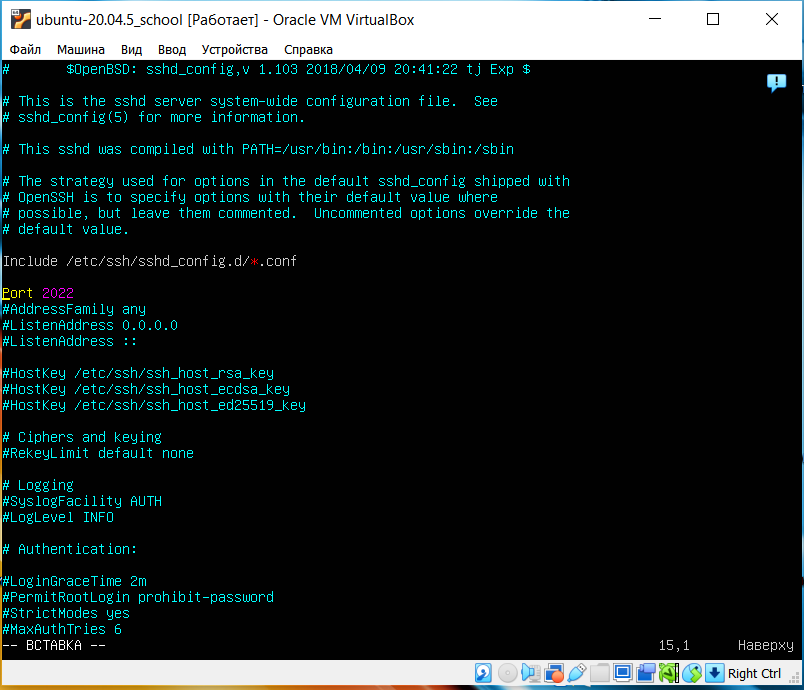 ubuntu-20.04.5_school [Работает] - Oracle VM VirtualBox
Файл Машина Вид Ввод Устройства Справка
#       $OpenBSD: sshd_config,v 1.103 2018/04/09 20:41:22 tj Exp $
# This is the sshd server system-wide configuration file.  See
# sshd_config(5) for more information.
# This sshd was compiled with PATH=/usr/bin:/bin:/usr/sbin:/sbin
# The strategy used for options in the default sshd_config shipped with
# OpenSSH is to specify options with their default value where
# possible, but leave them commented.  Uncommented options override the
# default value.
Include /etc/ssh/sshd_config.d/*.conf
Port 2022
#AddressFamily any
#ListenAddress 0.0.0.0
#ListenAddress ::
#HostKey /etc/ssh/ssh_host_rsa_key
#HostKey /etc/ssh/ssh_host_ecdsa_key
#HostKey /etc/ssh/ssh_host_ed25519_key
# Ciphers and keying
#RekeyLimit default none
# Logging
#SyslogFacility AUTH
#LogLevel INFO
# Authentication:
#LoginGraceTime 2m
#PermitRootLogin prohibit-password
#StrictModes yes
#MaxAuthTries 6
-- ВСТАВКА -- 15,1 Наверху
Right Ctrl